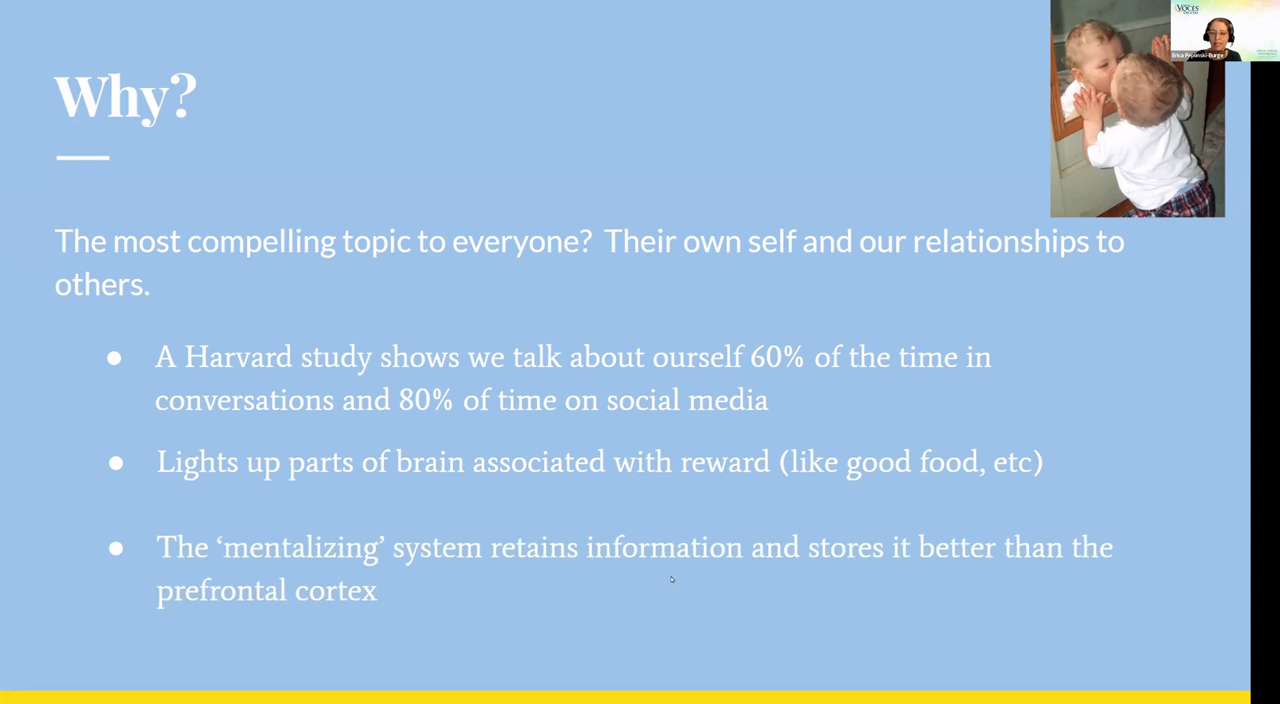 Why?
The most compelling topic to everyone? Their own self and our relationships to
others.
● A Harvard study shows we talk about ourself 60% of the time in
conversations and 80% of time on social media
● Lights up parts of brain associated with reward (like good food, etc)
● The ‘mentalizing’ system retains information and stores it better than the
prefrontal cortex
VOCES